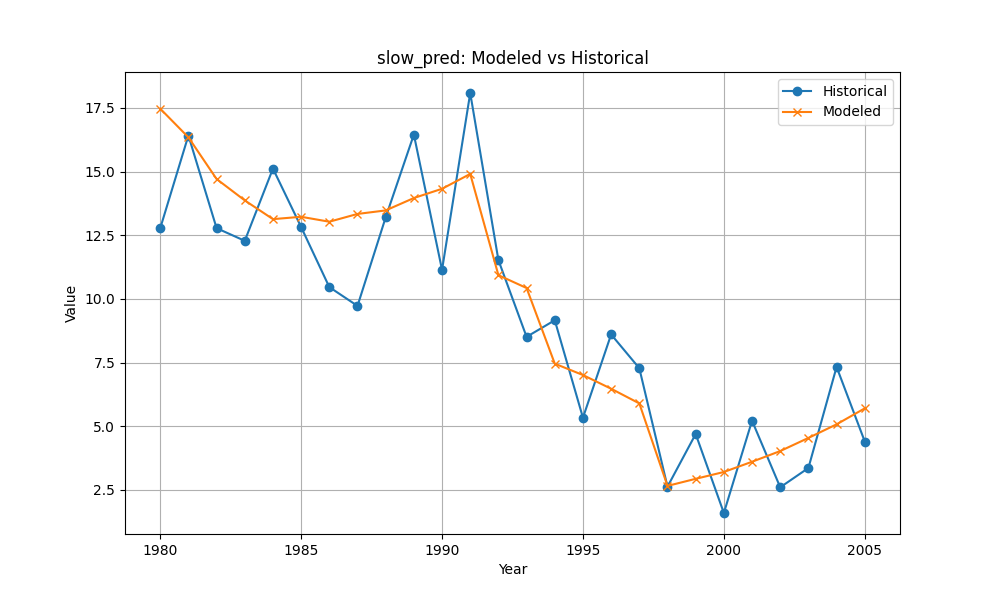 slow_pred: Modeled vs Historical
Historical
Modeled
17.5
15.0
12.5
10.0
7.5
5.0
2.5
Value
1980
1985
1990
1995
2000
2005
Year